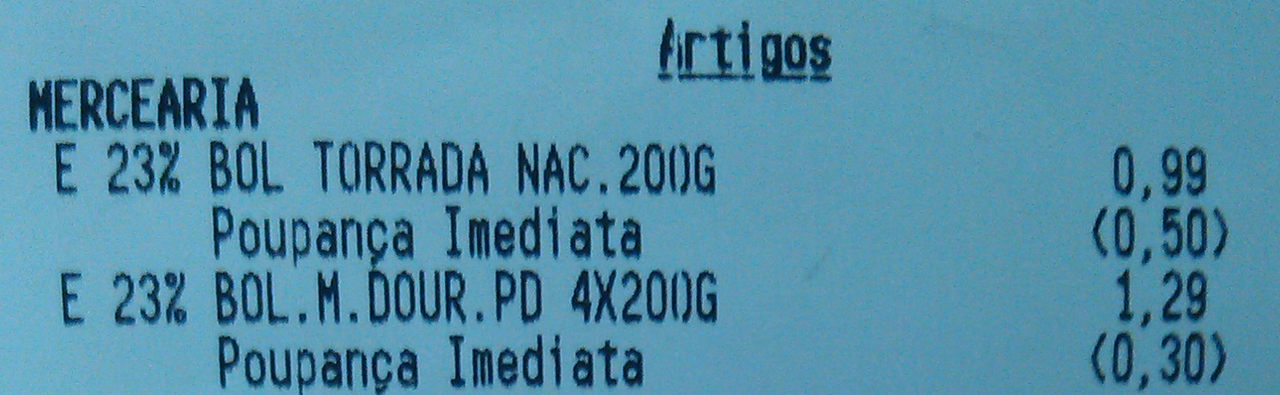 Artigos
MERCEARIA
E 23% BOL TORRADA NAC.200G 0,99
Poupança Imediata (0,50)
E 23% BOL.M.DOUR.PD 4X200G 1,29
Poupança Imediata (0,30)